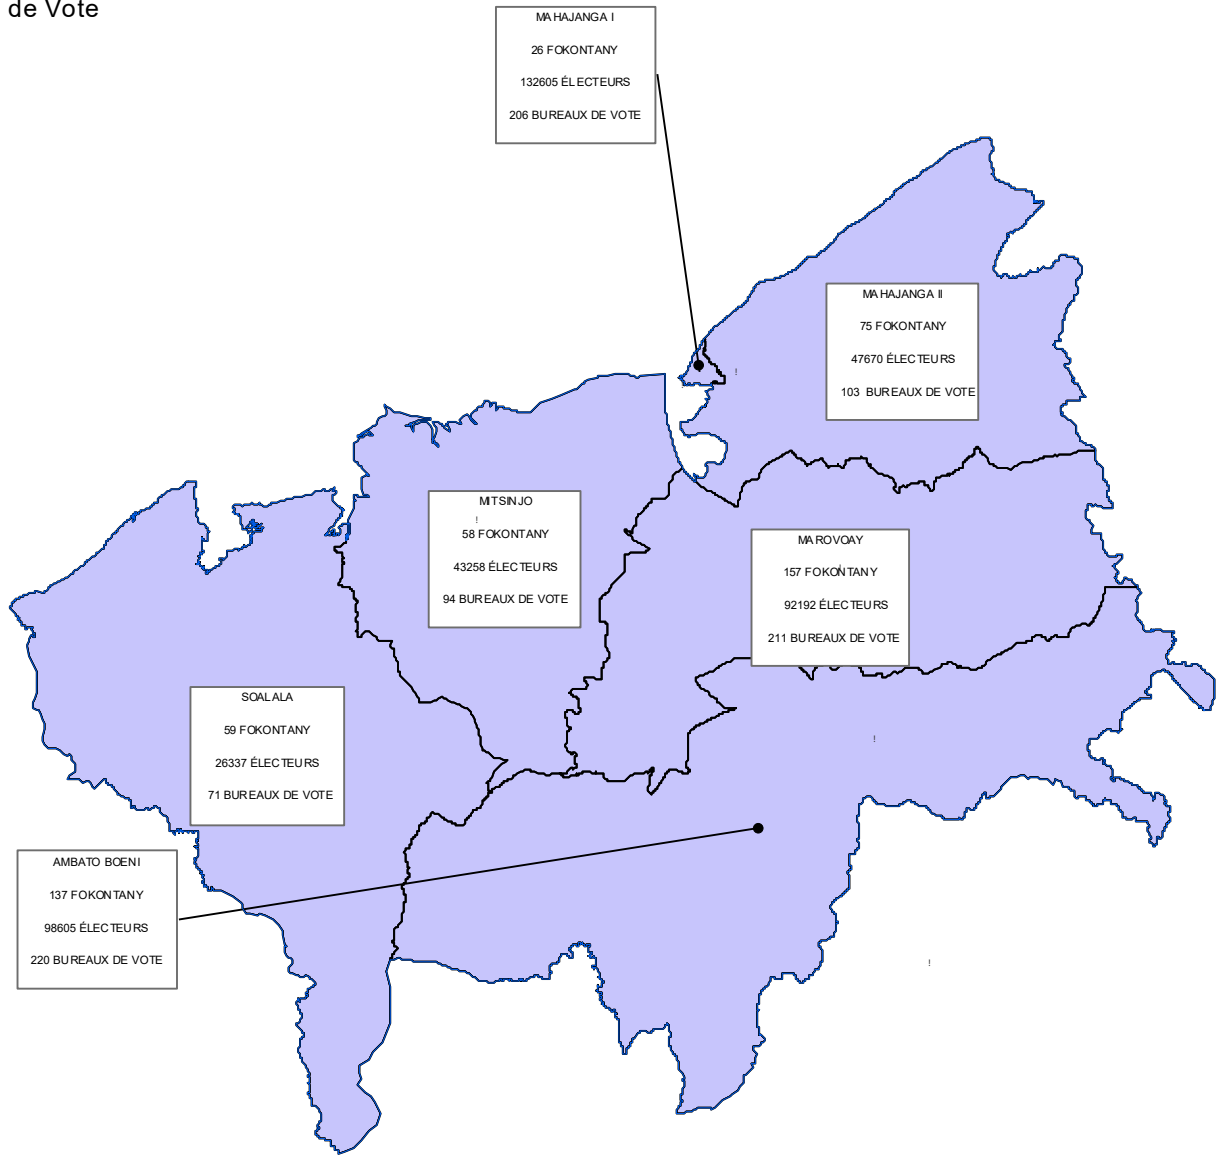 de Vote
MAHAJANGA I
26 FOKONTANY
132605 ÉLECTEURS
206 BUREAUX DE VOTE
MAHAJANGA II
75 FOKONTANY
47670 ÉLECTEURS
103 BUREAUX DE VOTE
MITSINJO
58 FOKONTANY
43258 ÉLECTEURS
94 BUREAUX DE VOTE
MAROVOAY
157 FOKONTANY
92192 ÉLECTEURS
211 BUREAUX DE VOTE
SOALALA
59 FOKONTANY
26337 ÉLECTEURS
71 BUREAUX DE VOTE
AMBATO BOENI
137 FOKONTANY
98605 ÉLECTEURS
220 BUREAUX DE VOTE